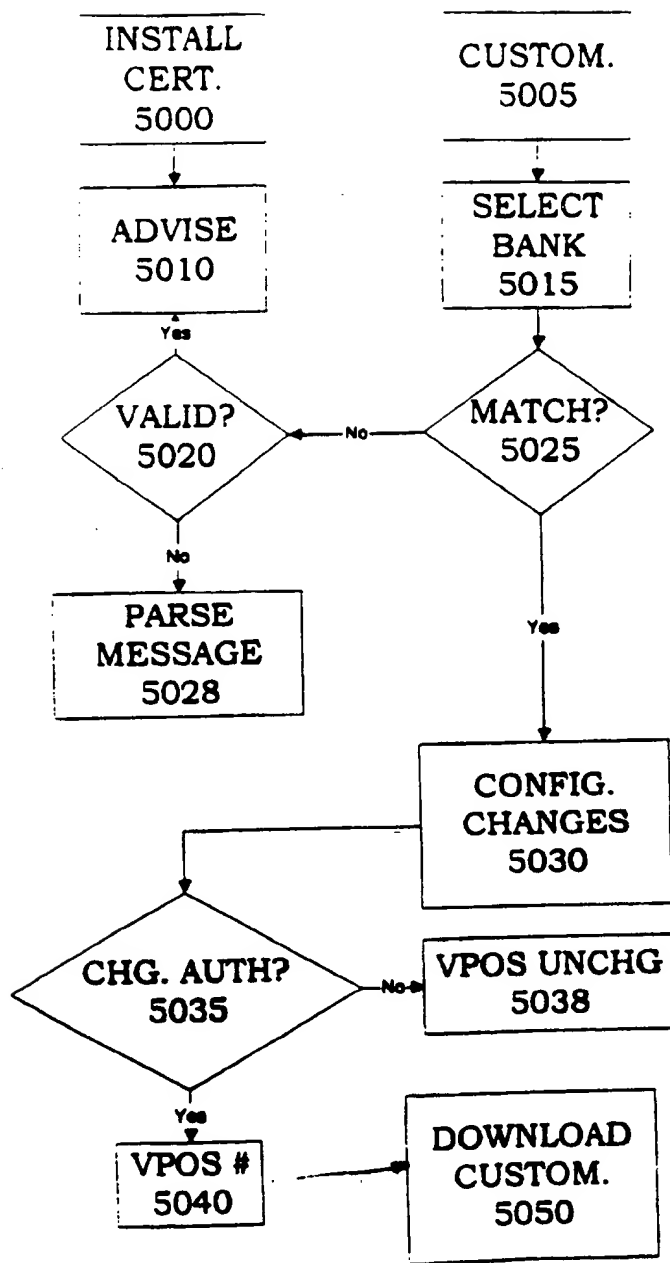 INSTALL
CERT.
5000
CUSTOM.
5005
ADVISE
5010
SELECT
BANK
5015
Yes
VALID?
5020
No
MATCH?
5025
No
PARSE
MESSAGE
5028
Yes
CONFIG.
CHANGES
5030
CHG. AUTH?
5035
No
VPOS UNCHG
5038
Yes
VPOS #
5040
DOWNLOAD
CUSTOM.
5050